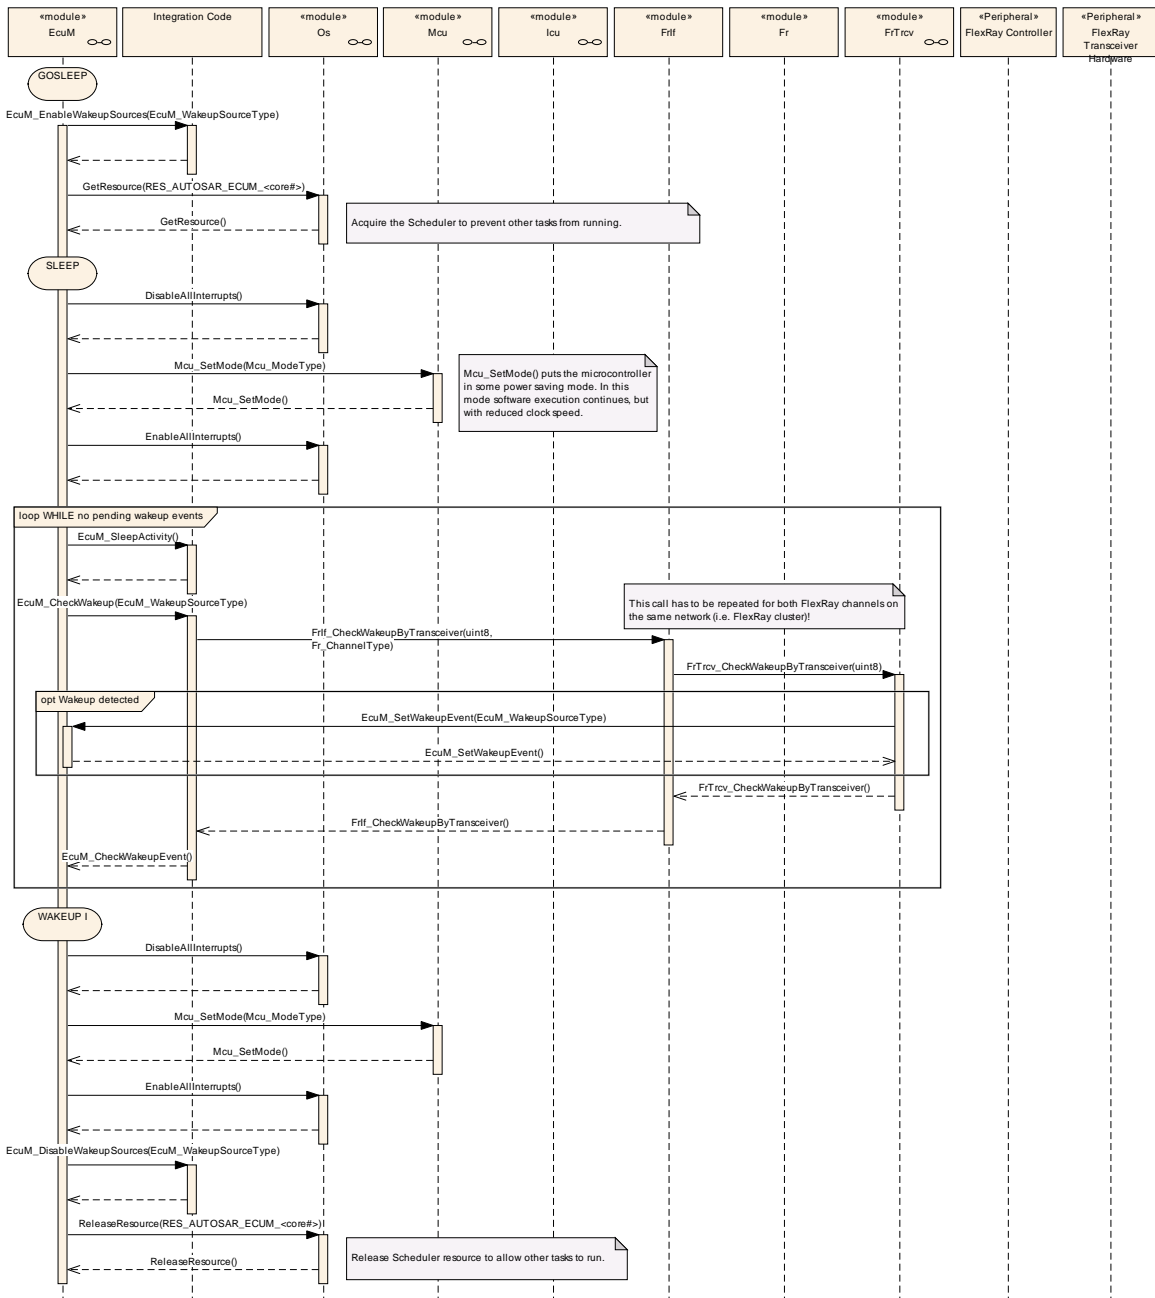 «module»
EcuM
Integration Code
«module»
Os
«module»
Mcu
«module»
Icu
«module»
FrIf
«module»
Fr
«module»
FrTrcv
«Peripheral»
FlexRay Controller
«Peripheral»
FlexRay
Transceiver
Hardware
GOSLEEP
EcuM_EnableWakeupSources(EcuM_WakeupSourceType)
GetResource(RES_AUTOSAR_ECUM_<core#>)
Acquire the Scheduler to prevent other tasks from running.
GetResource()
SLEEP
DisableAllInterrupts()
Mcu_SetMode(Mcu_ModeType)
Mcu_SetMode() puts the microcontroller
in some power saving mode. In this
mode software execution continues, but
with reduced clock speed.
Mcu_SetMode()
EnableAllInterrupts()
loop WHILE no pending wakeup events
EcuM_SleepActivity()
EcuM_CheckWakeup(EcuM_WakeupSourceType)
This call has to be repeated for both FlexRay channels on
the same network (i.e. FlexRay cluster)!
FrIf_CheckWakeupByTransceiver(uint8,
Fr_ChannelType)
FrTrcv_CheckWakeupByTransceiver(uint8)
opt Wakeup detected
EcuM_SetWakeupEvent(EcuM_WakeupSourceType)
EcuM_SetWakeupEvent()
FrTrcv_CheckWakeupByTransceiver()
FrIf_CheckWakeupByTransceiver()
EcuM_CheckWakeupEvent()
WAKEUP I
DisableAllInterrupts()
Mcu_SetMode(Mcu_ModeType)
Mcu_SetMode()
EnableAllInterrupts()
EcuM_DisableWakeupSources(EcuM_WakeupSourceType)
ReleaseResource(RES_AUTOSAR_ECUM_<core#>)
Release Scheduler resource to allow other tasks to run.
ReleaseResource()